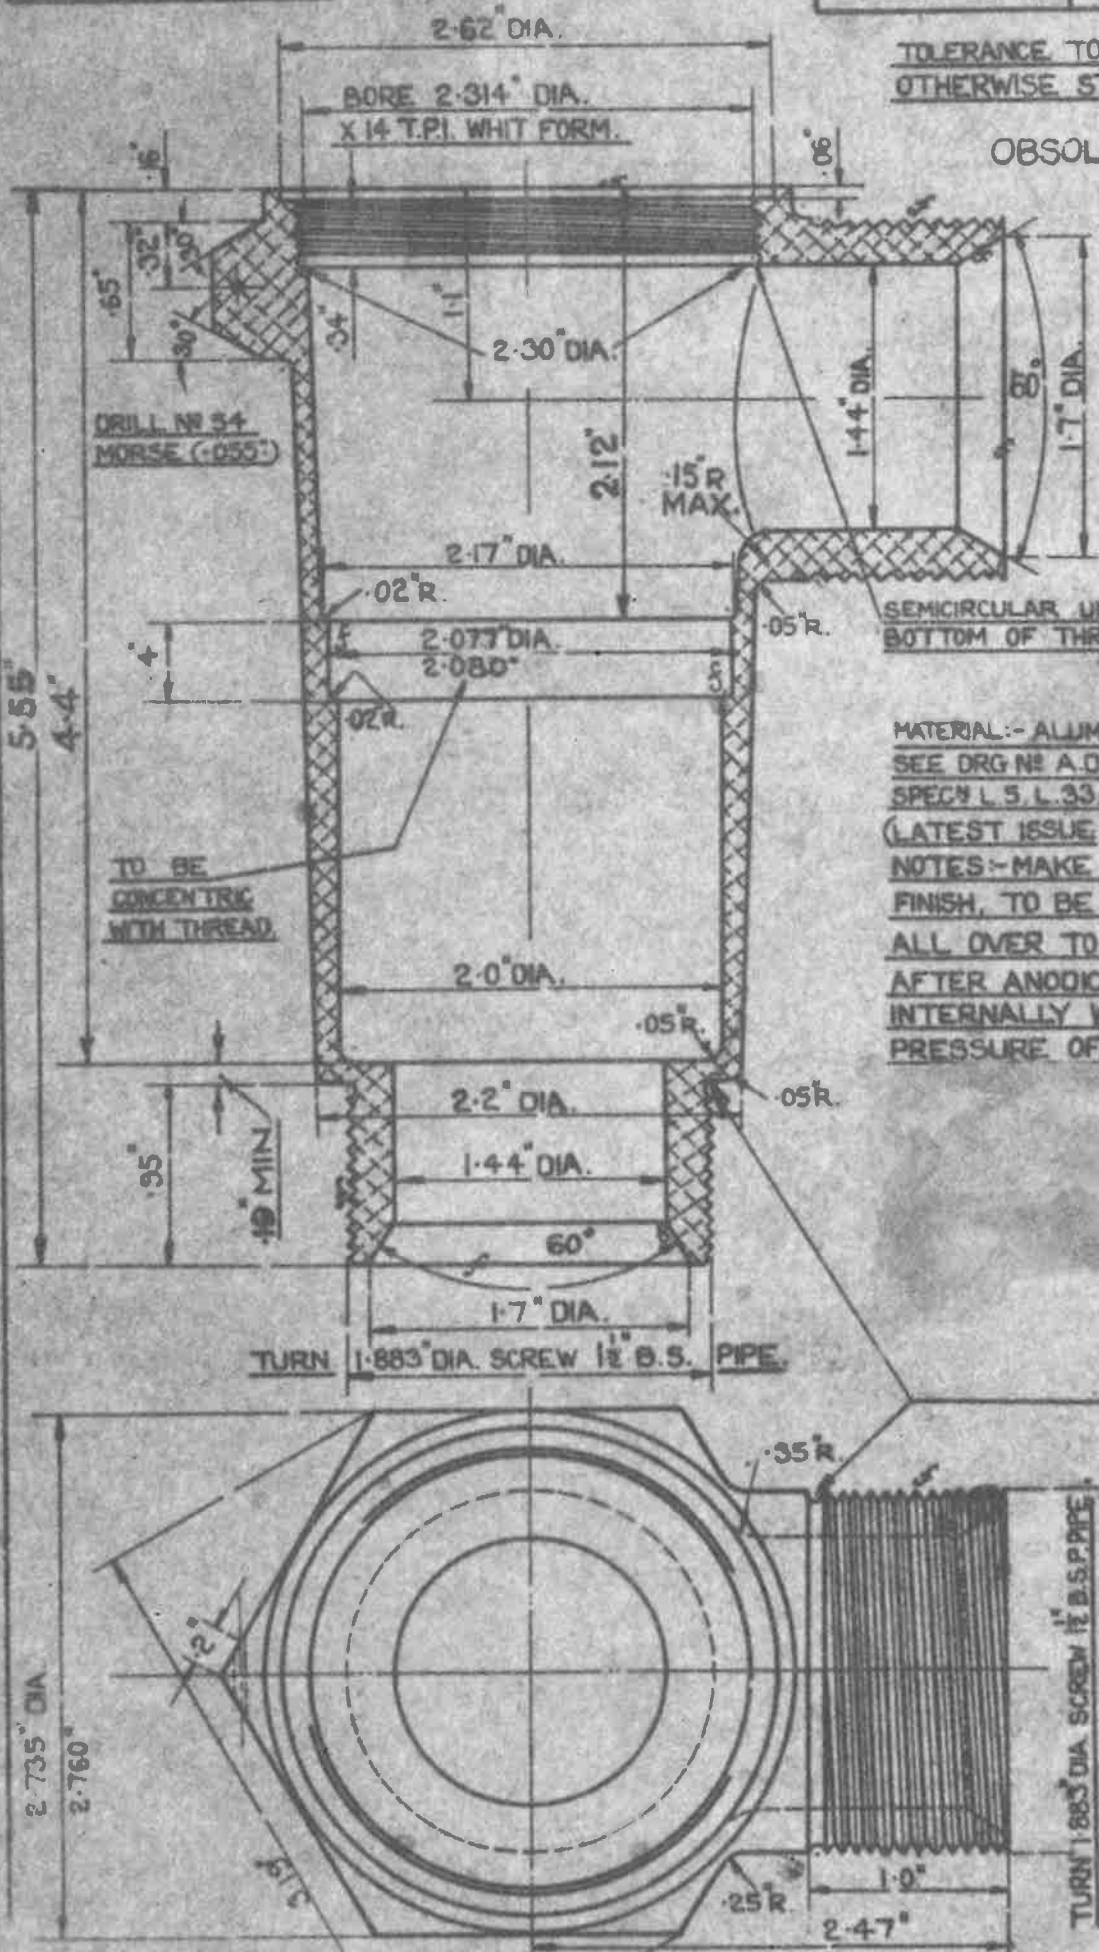 2.62" DIA.
TOLERANCE TO
OTHERWISE
BORE 2.314" DIA.
X 14 T.P.I. WHIT FORM.
OBSOL
.16"
.06"
.32"
.65"
.30"
.34"
1.1"
2.30" DIA.
1.44" DIA.
60°
1.7" DIA.
DRILL Nº 54
MORSE (.055")
2.12"
.15"R
MAX.
2.17" DIA.
.02"R.
.05"R.
SEMICIRCULAR
BOTTOM OF
.4"
2.077" DIA.
2.080"
.02"R.
5.55"
4.4"
MATERIAL:- ALUM
SEE DRG Nº A.D
SPECN L 5. L.33
(LATEST ISSUE
NOTES:- MAKE
FINISH, TO BE
ALL OVER TO
AFTER ANODIC
INTERNALLY
PRESSURE OF
TO BE
CONCENTRIC
WITH THREAD.
2.0" DIA.
.05"R.
2.2" DIA.
.05"R.
.95"
MIN
1.44" DIA.
60°
1.7" DIA.
TURN 1.883" DIA. SCREW 1½" B.S. PIPE.
.35"R.
.2"
2.735" DIA.
2.760"
3.19"
.25"R.
1.0"
2.47"
TURN 1.883" DIA SCREW 1½" B.S.P. PIPE.